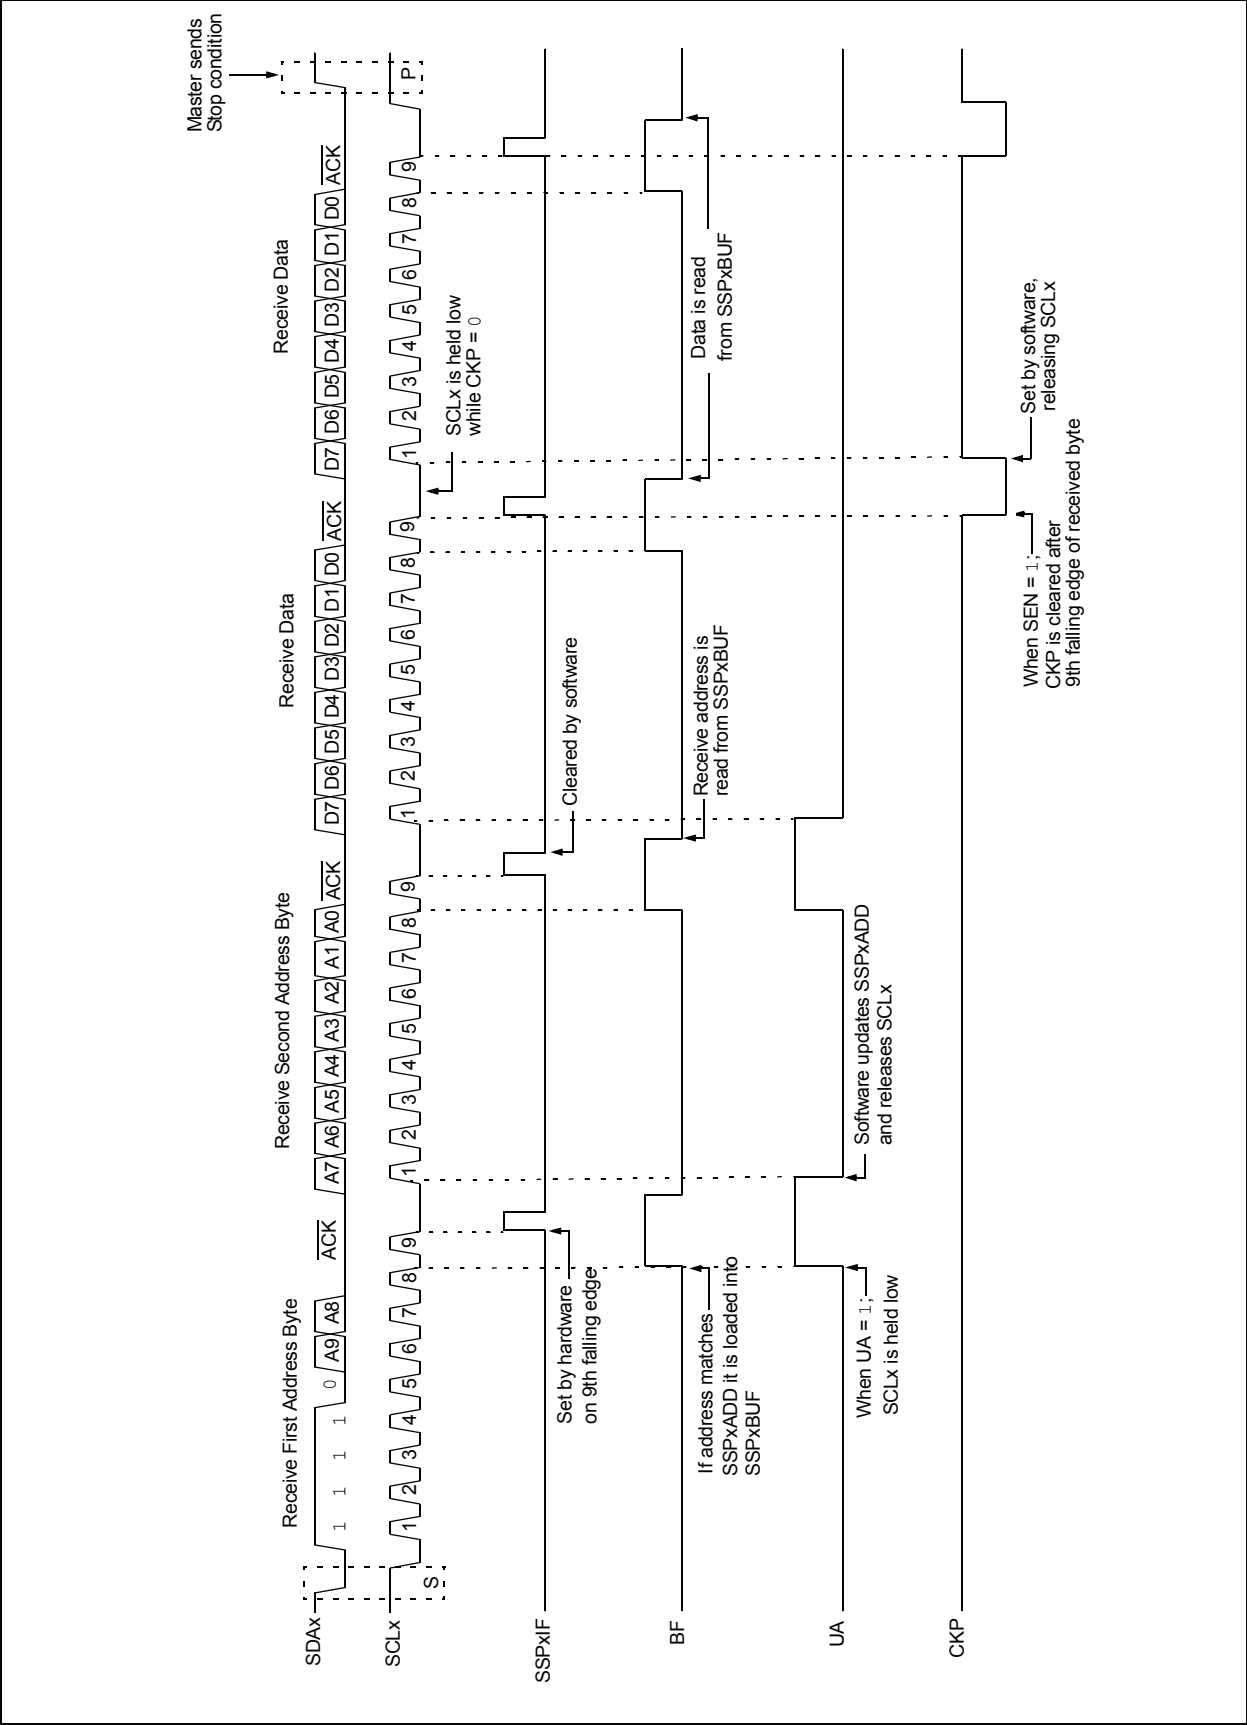 Master sends
Stop condition
Receive First Address Byte
Receive Second Address Byte
Receive Data
Receive Data
SDAx
1 1 1 1 0 A9 A8 ACK
A7 A6 A5 A4 A3 A2 A1 A0 ACK
D7 D6 D5 D4 D3 D2 D1 D0 ACK
D7 D6 D5 D4 D3 D2 D1 D0 ACK
SCLx
S
1 2 3 4 5 6 7 8 9
1 2 3 4 5 6 7 8 9
1 2 3 4 5 6 7 8 9
1 2 3 4 5 6 7 8 9
P
SCLx is held low
while CKP = 0
SSPxIF
Set by hardware
on 9th falling edge
Cleared by software
BF
If address matches
SSPxADD it is loaded into
SSPxBUF
Receive address is
read from SSPxBUF
Data is read
from SSPxBUF
UA
When UA = 1;
SCLx is held low
Software updates SSPxADD
and releases SCLx
CKP
When SEN = 1;
CKP is cleared after
9th falling edge of received byte
Set by software,
releasing SCLx